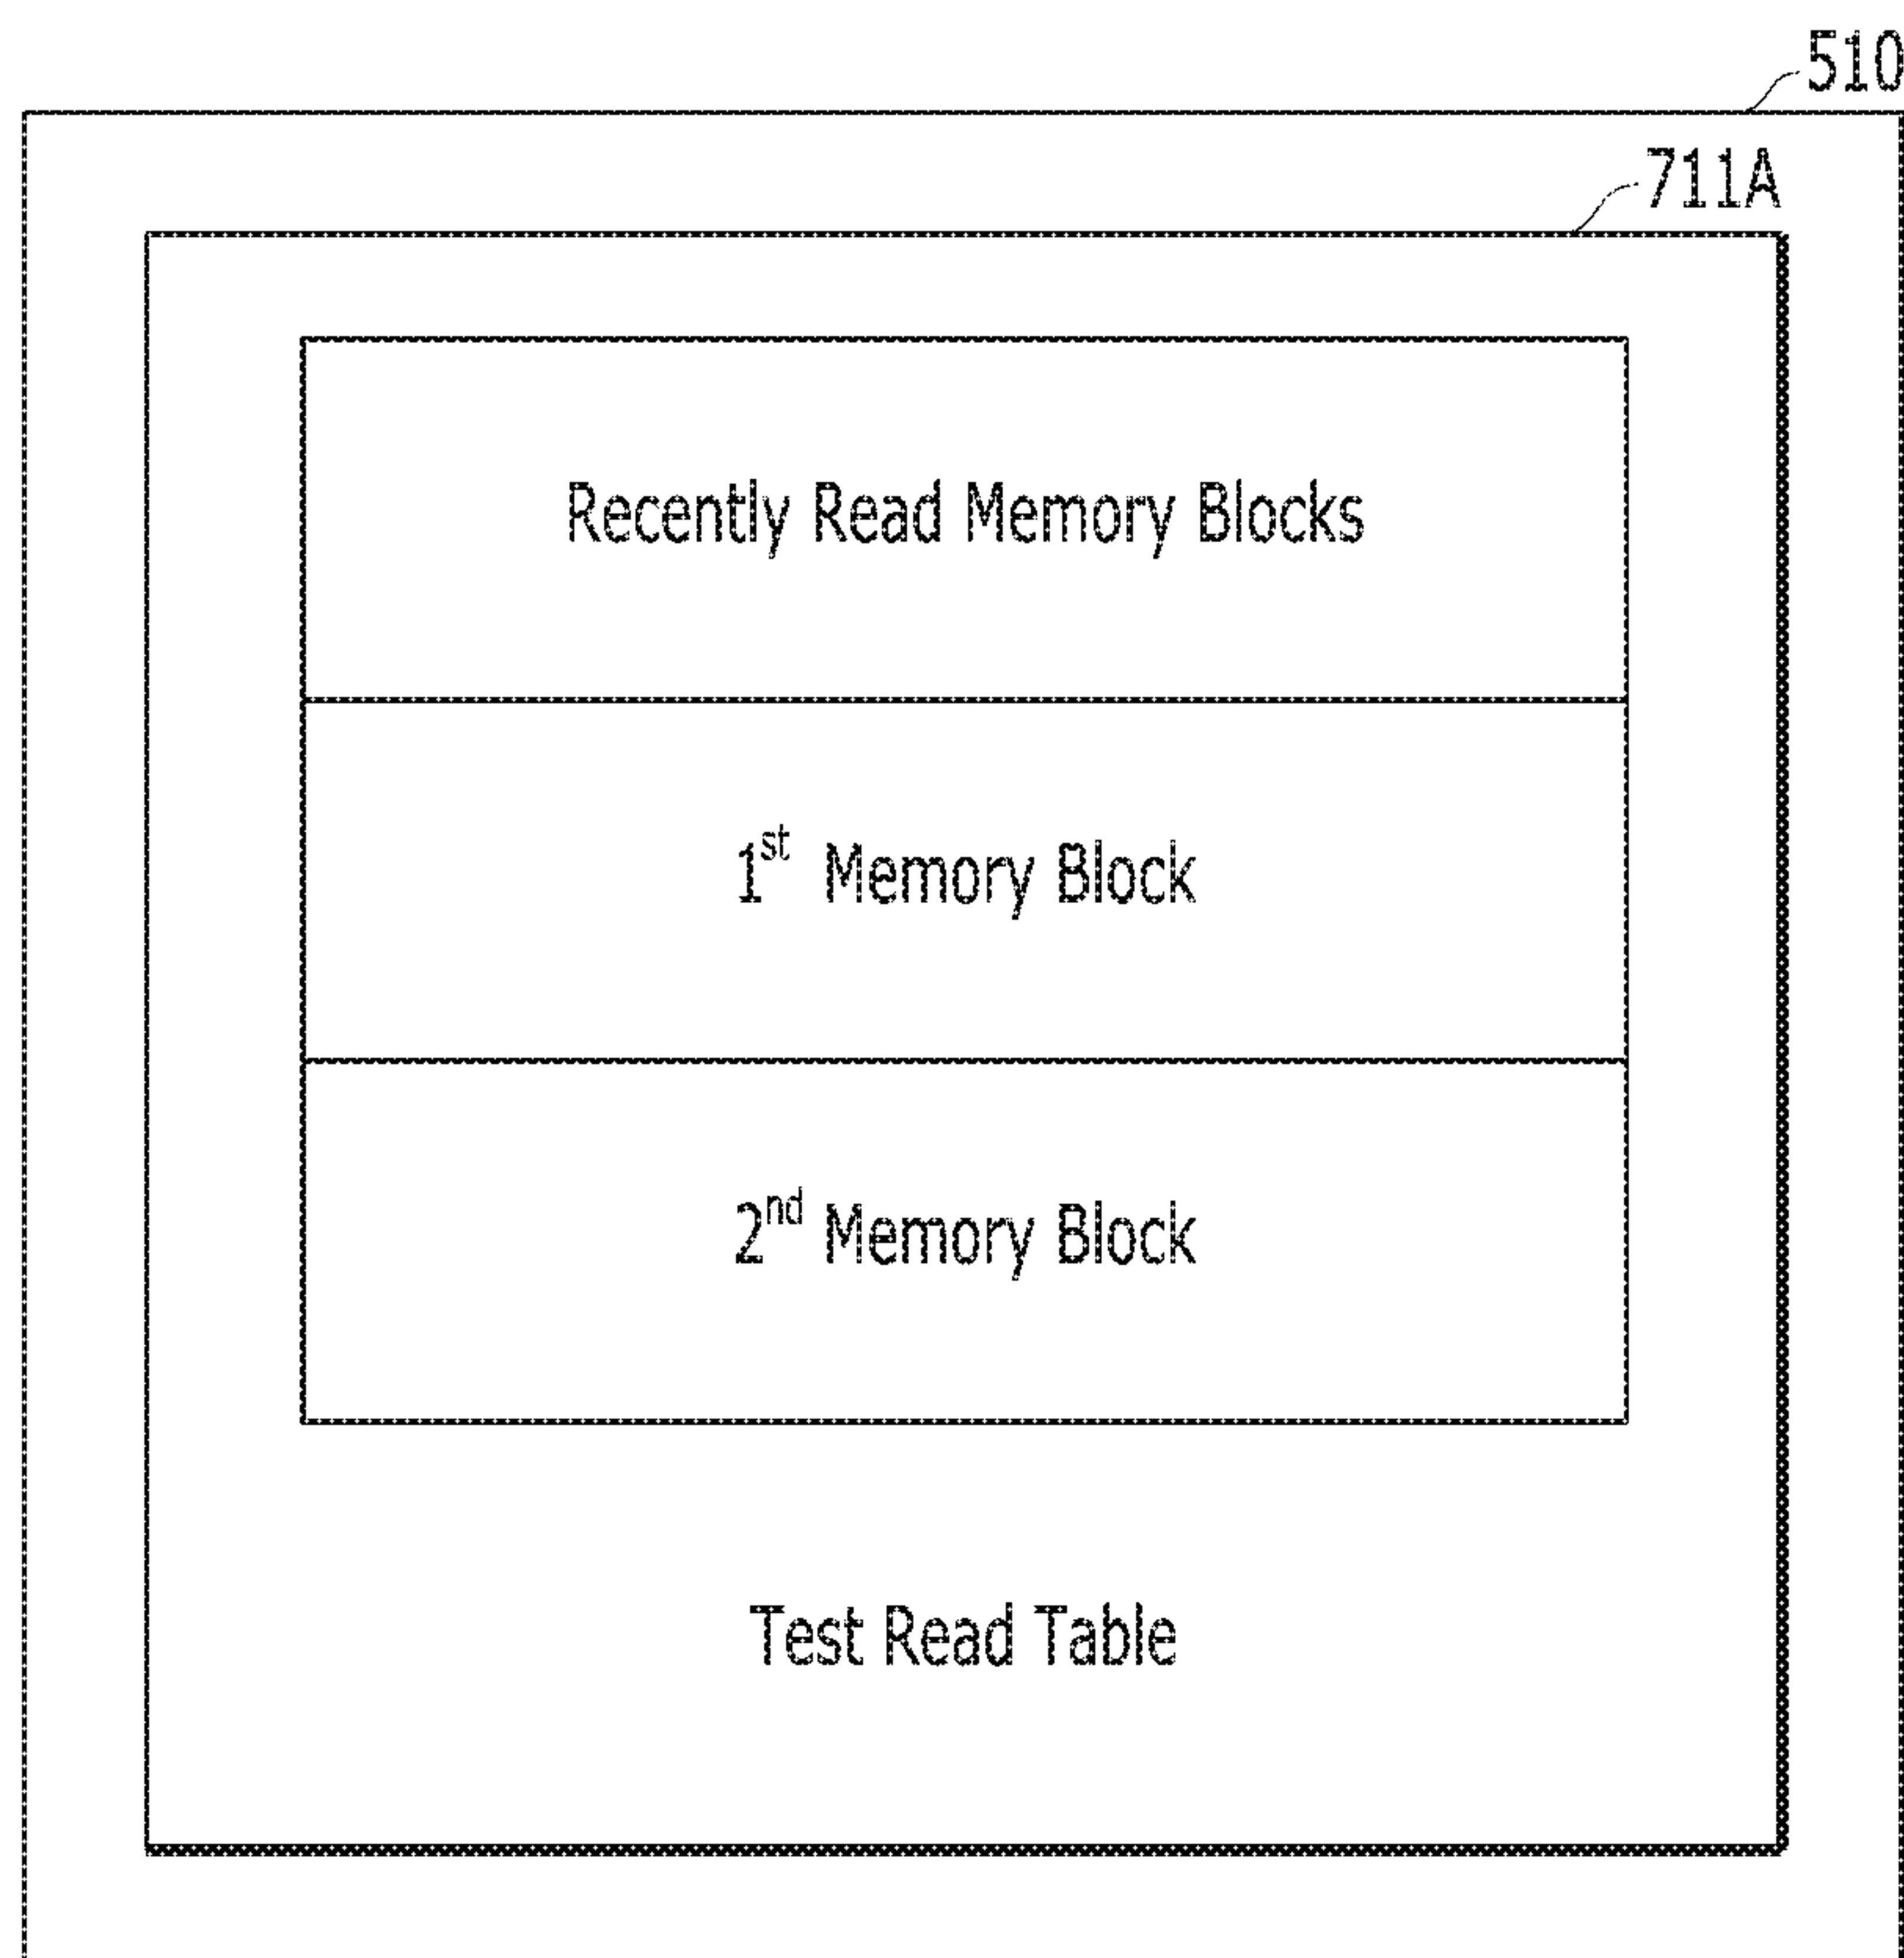 510
711A
Recently Read Memory Blocks
1st Memory Block
2nd Memory Block
Test Read Table